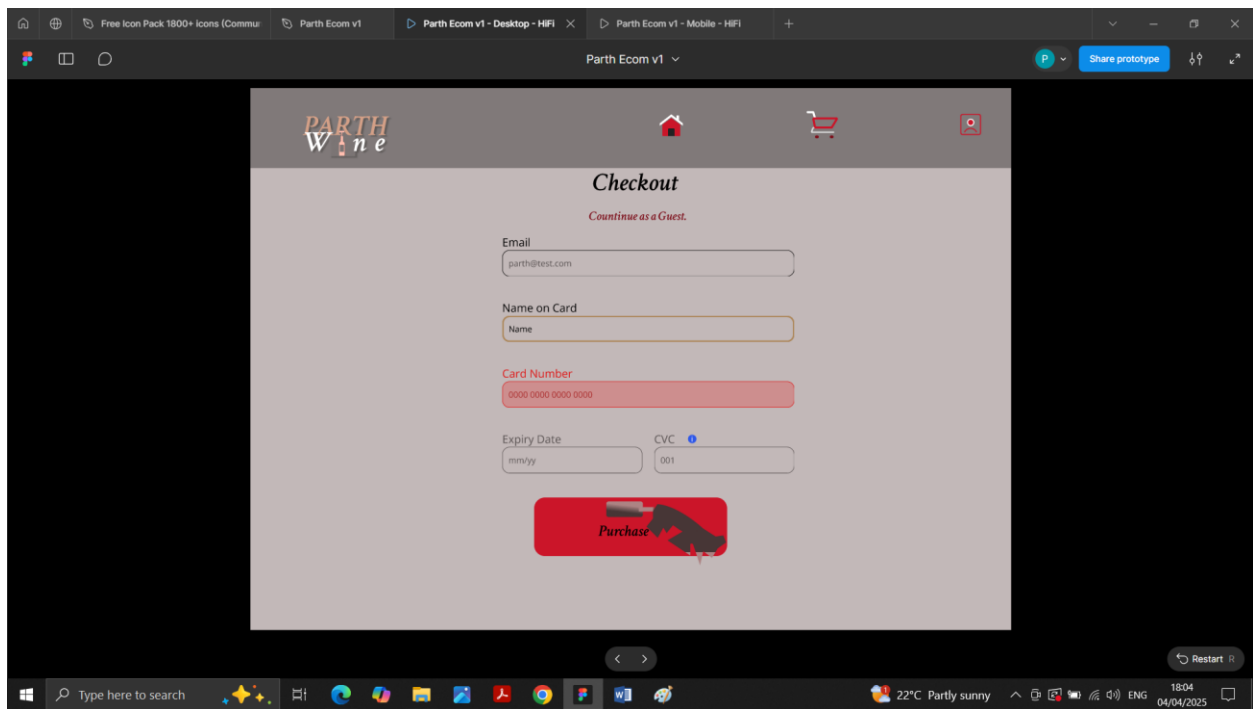 Free Icon Pack 1800+ icons (Commu
Parth Ecom v1
Parth Ecom v1 - Desktop - HiFi
Parth Ecom v1 - Mobile - HiFi
Parth Ecom v1
P
Share prototype
PARTH
Wine
Checkout
Countinue as a Guest.
Email
parth@test.com
Name on Card
Name
Card Number
0000 0000 0000 0000
Expiry Date
CVC
mm/yy
001
Purchase
Restart R
Type here to search
22°C Partly sunny
ENG
18:04
04/04/2025